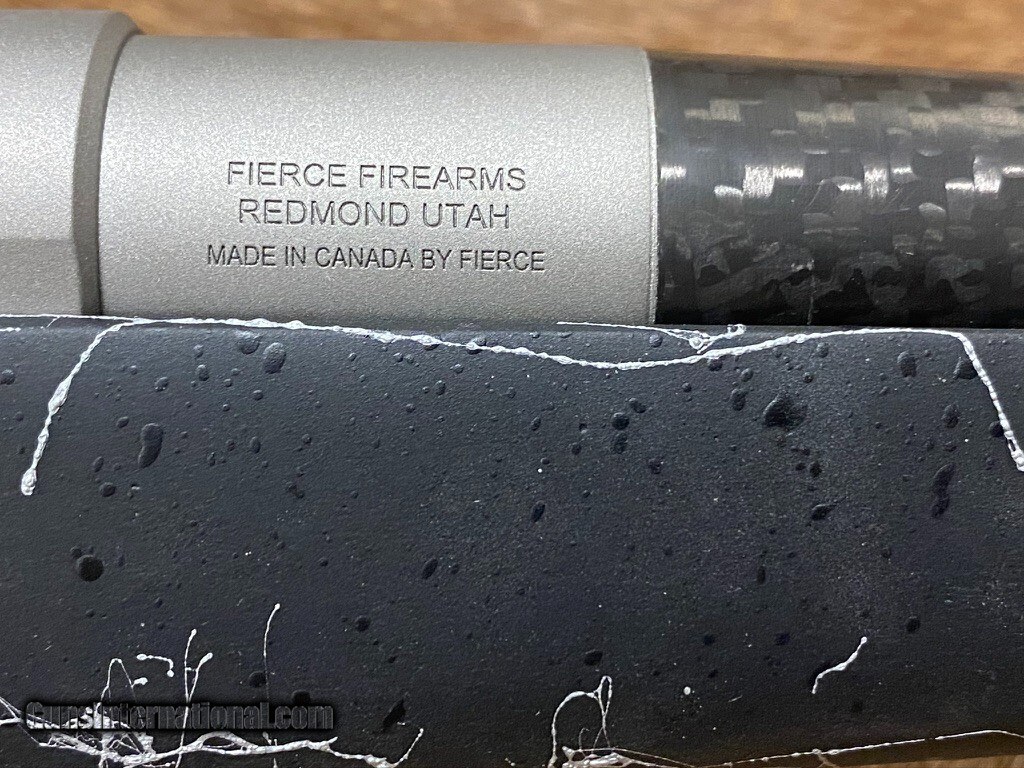 FIERCE FIREARMS
REDMOND UTAH
MADE IN CANADA BY FIERCE
GunsInternational.com